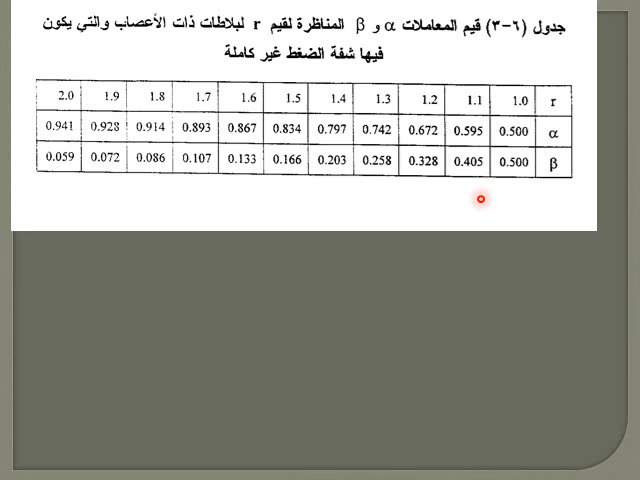 جدول (٦-٣) قيم المعاملات α و β المناظرة لقيم r لبلاطات ذات الأعصاب والتي يكون
فيها شفة الضغط غير كاملة
2.0 1.9 1.8 1.7 1.6 1.5 1.4 1.3 1.2 1.1 1.0 r
0.941 0.928 0.914 0.893 0.867 0.834 0.797 0.742 0.672 0.595 0.500 α
0.059 0.072 0.086 0.107 0.133 0.166 0.203 0.258 0.328 0.405 0.500 β